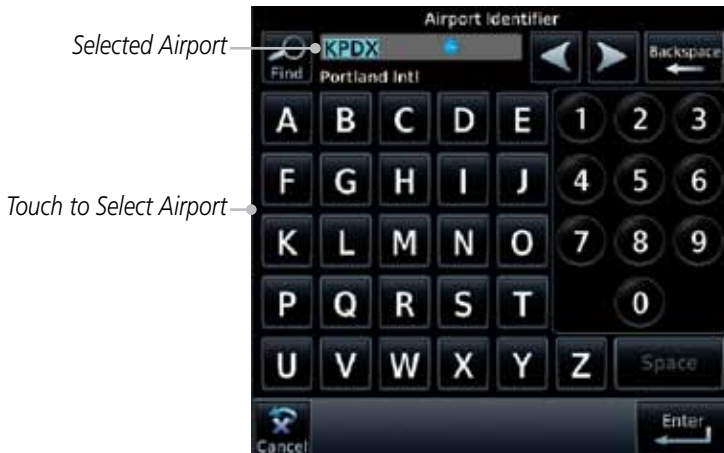 Airport Identifier
Selected Airport
KPDX
Find
Portland Intl
Backspace
A B C D E 1 2 3
Touch to Select Airport
F G H I J 4 5 6
K L M N O 7 8 9
P Q R S T 0
U V W X Y Z Space
Cancel
Enter